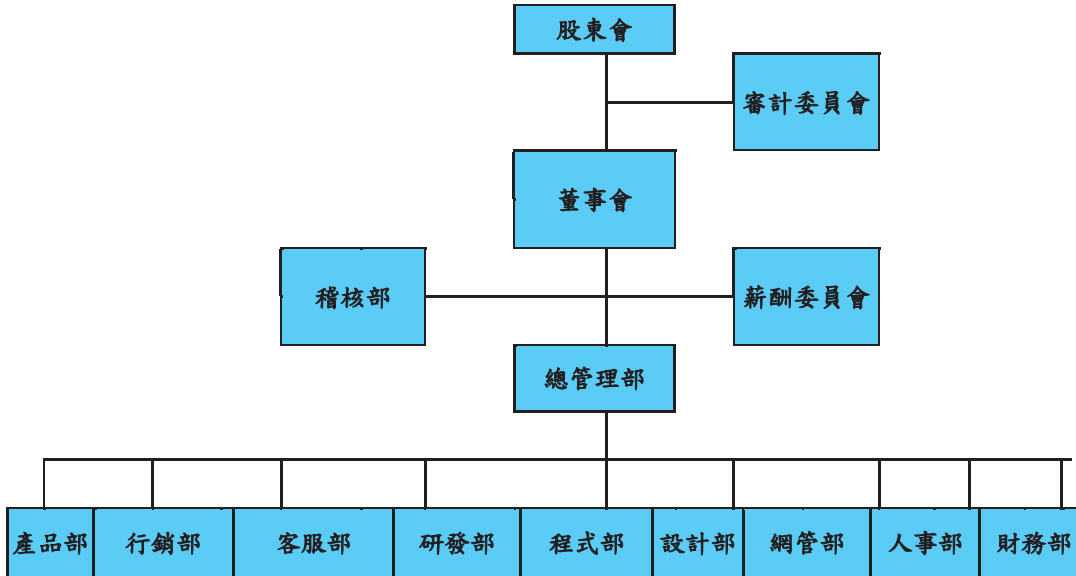 股東會
審計委員會
董事會
稽核部
薪酬委員會
總管理部
產品部
行銷部
客服部
研發部
程式部
設計部
網管部
人事部
財務部